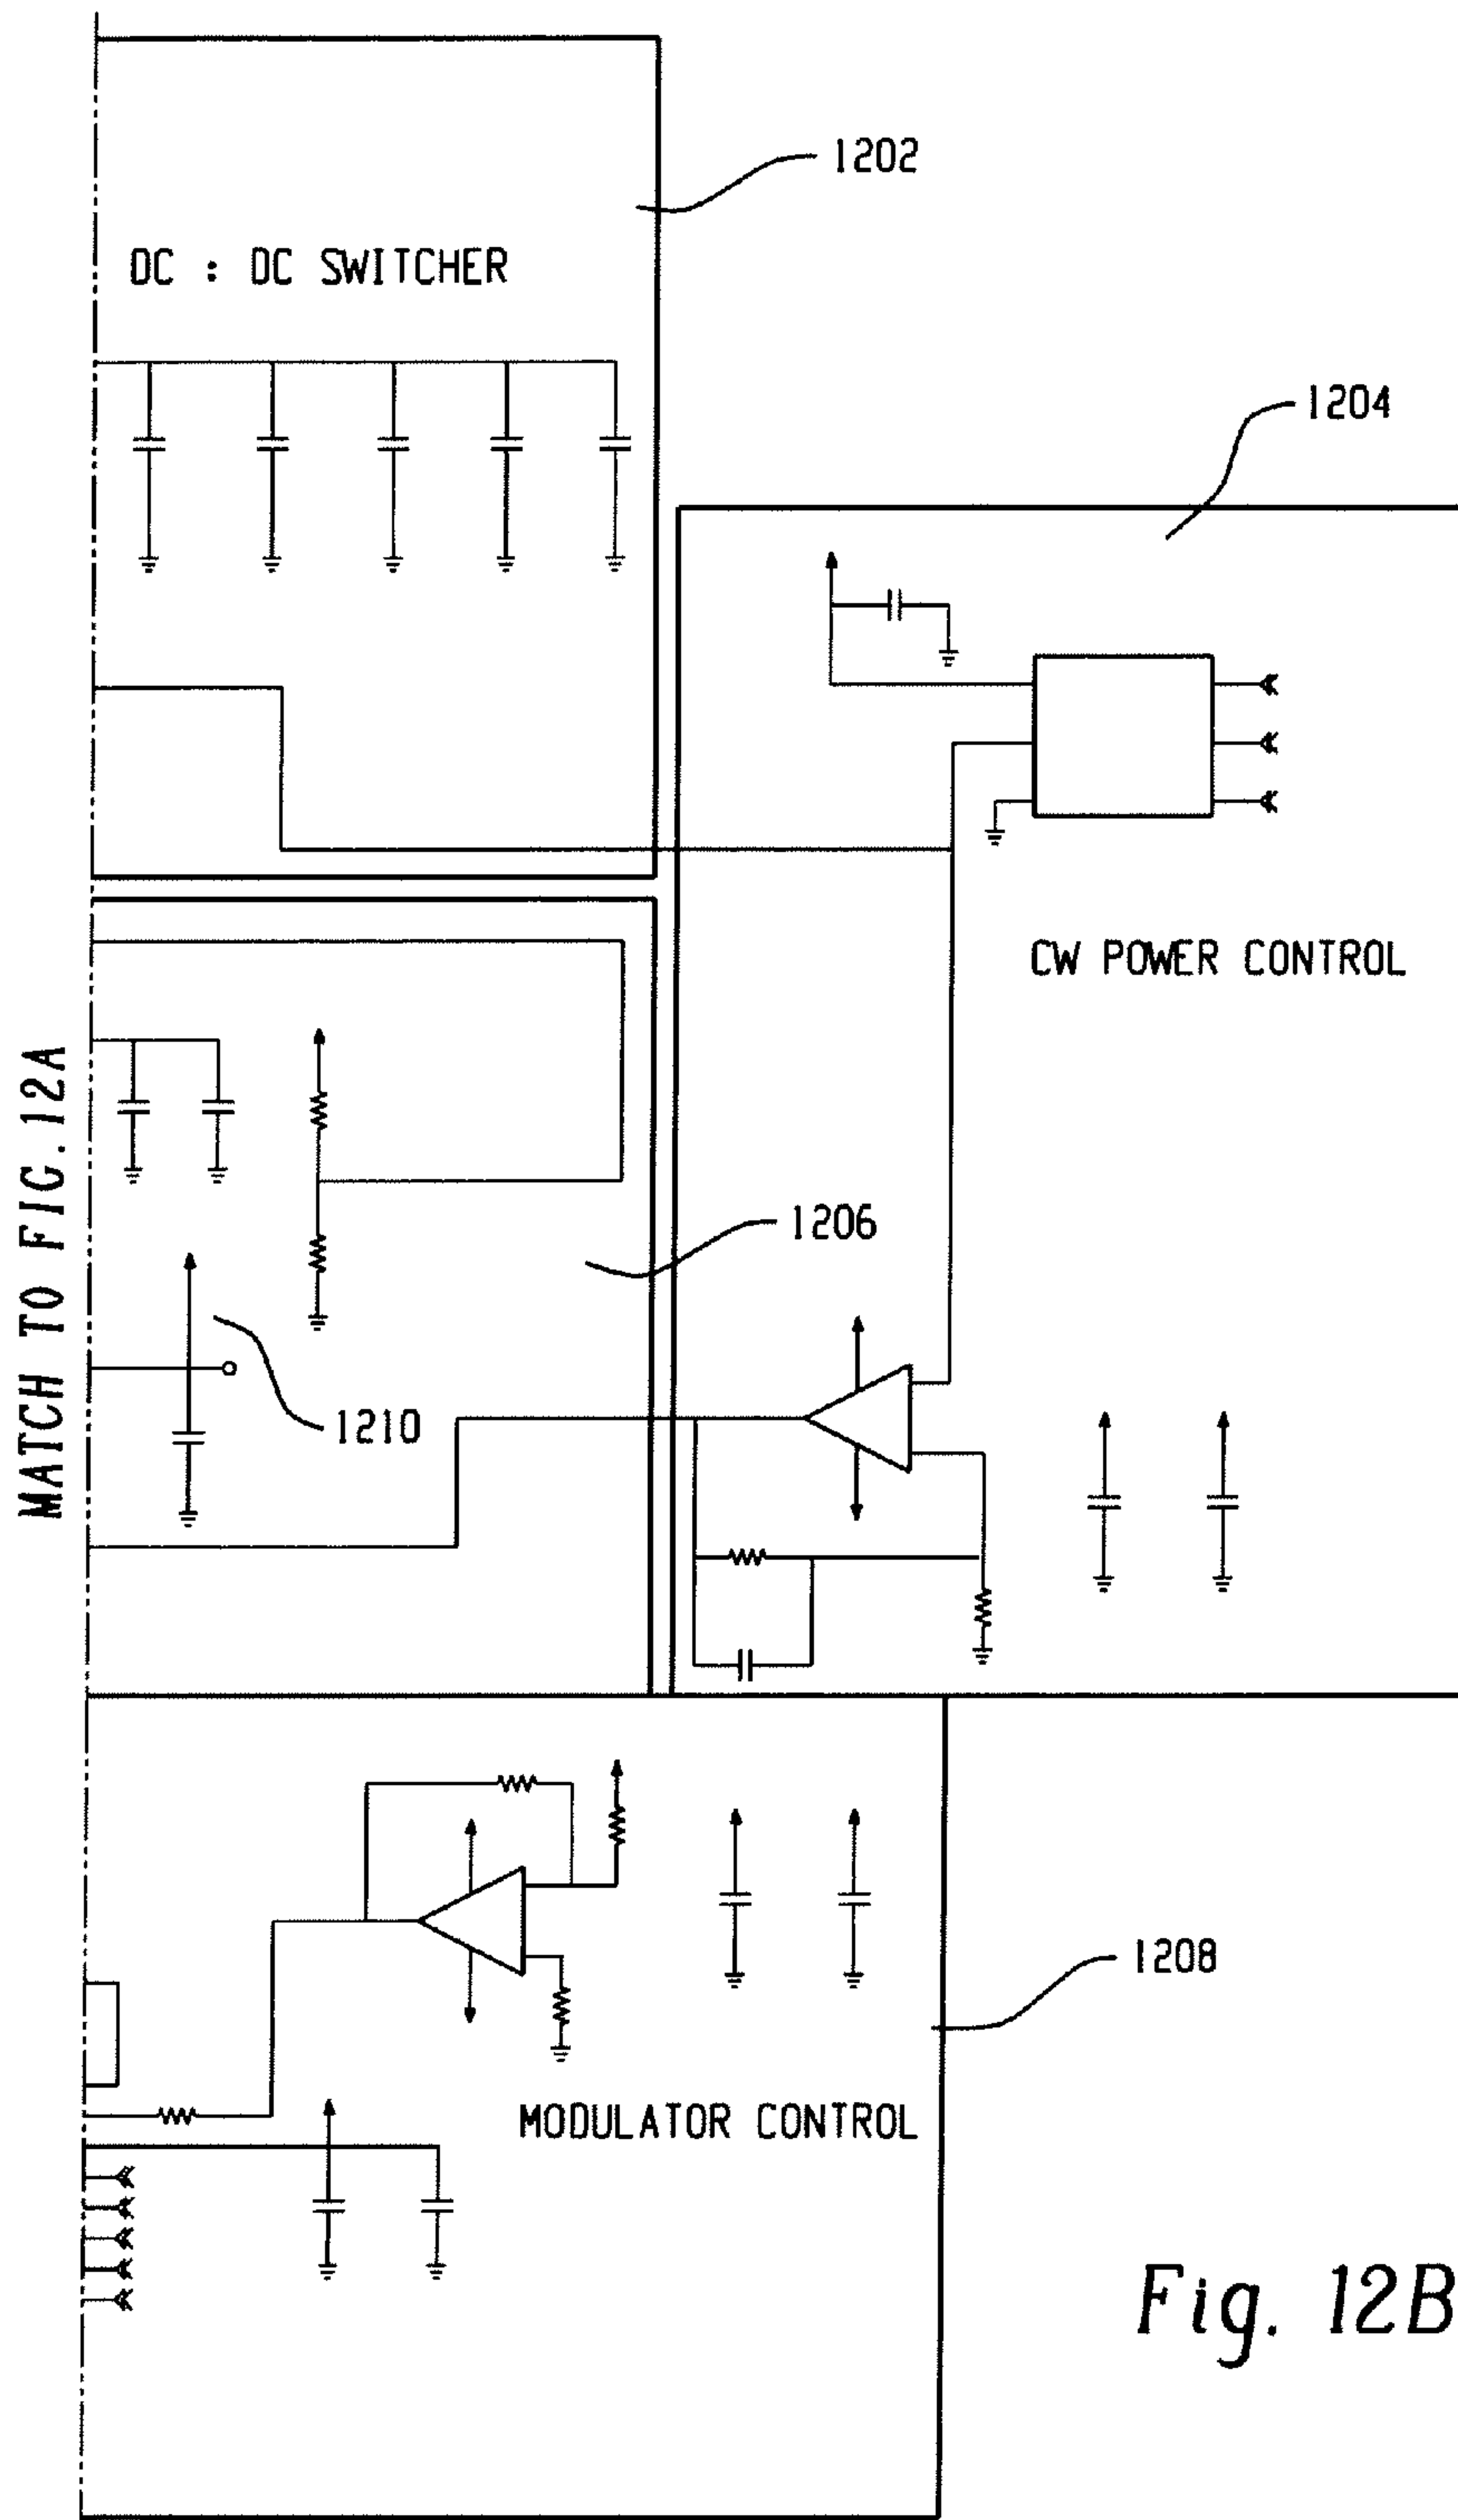 1202
DC : DC SWITCHER
1204
CW POWER CONTROL
MATCH TO FIG.12A
1206
1210
1208
MODULATOR CONTROL
Fig. 12B